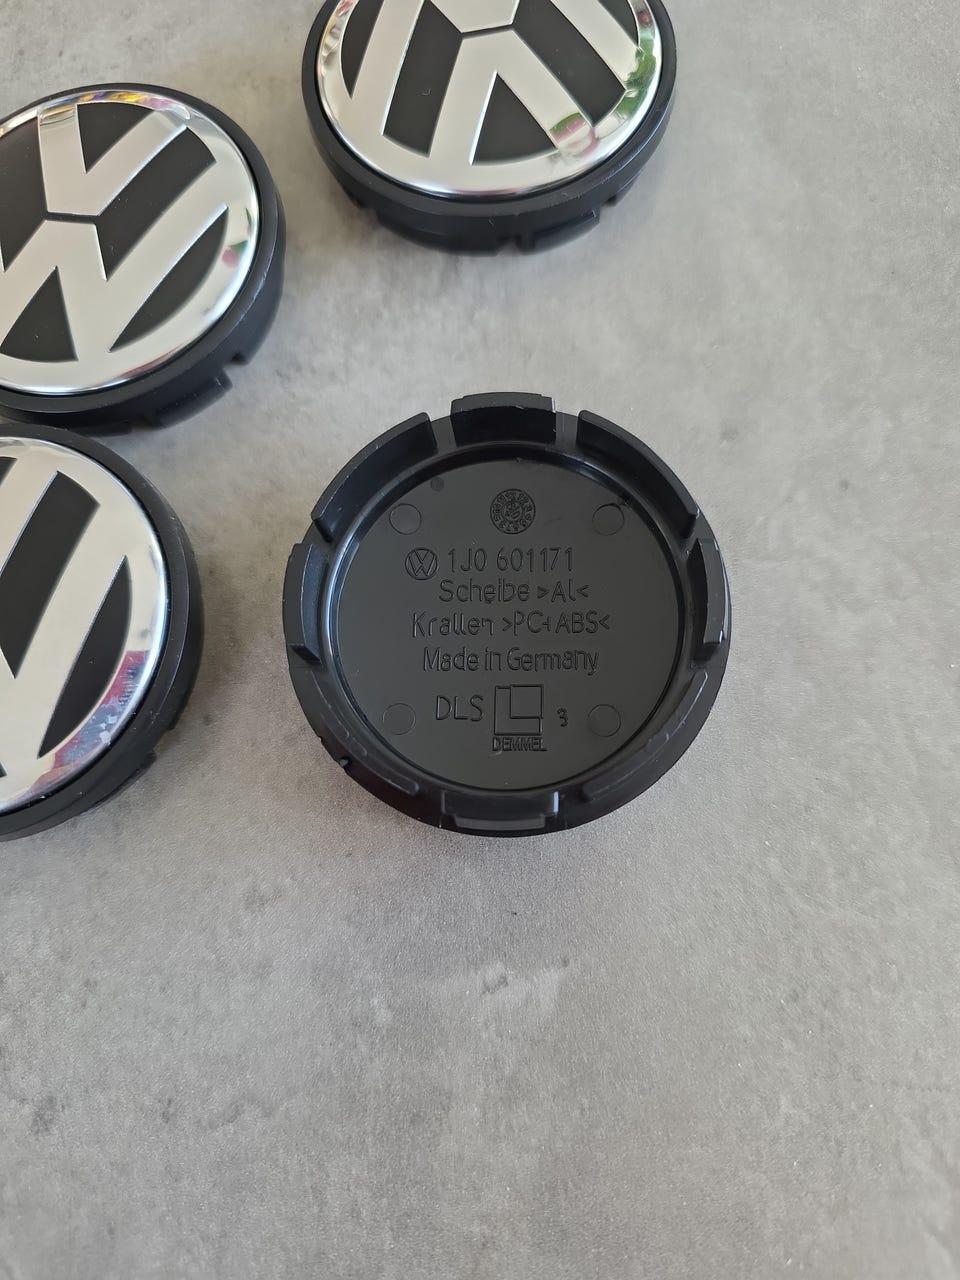 1J0 601171
Scheibe >AL<
Krallen >PC+ABS<
Made in Germany
DLS 3
DEMMEL